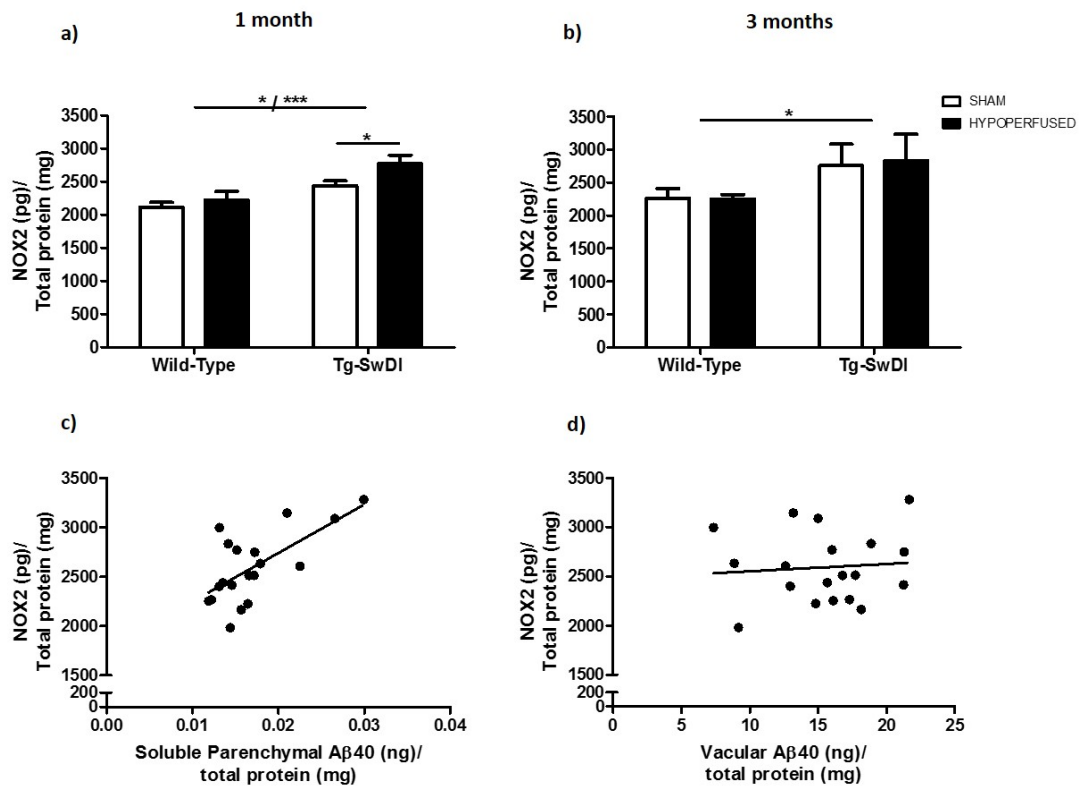 1 month
3 months
a)
b)
* / ***
*
*
SHAM
HYPOPERFUSED
NOX2 (pg)/
Total protein (mg)
3500
3000
2500
2000
1500
1000
500
0
Wild-Type
Tg-SwDI
NOX2 (pg)/
Total protein (mg)
3500
3000
2500
2000
1500
1000
500
0
Wild-Type
Tg-SwDI
c)
d)
NOX2 (pg)/
Total protein (mg)
3500
3000
2500
2000
1500
200
0
0.00
0.01
0.02
0.03
0.04
Soluble Parenchymal Aβ40 (ng)/
total protein (mg)
NOX2 (pg)/
Total protein (mg)
3500
3000
2500
2000
1500
200
0
0
5
10
15
20
25
Vacular Aβ40 (ng)/
total protein (mg)